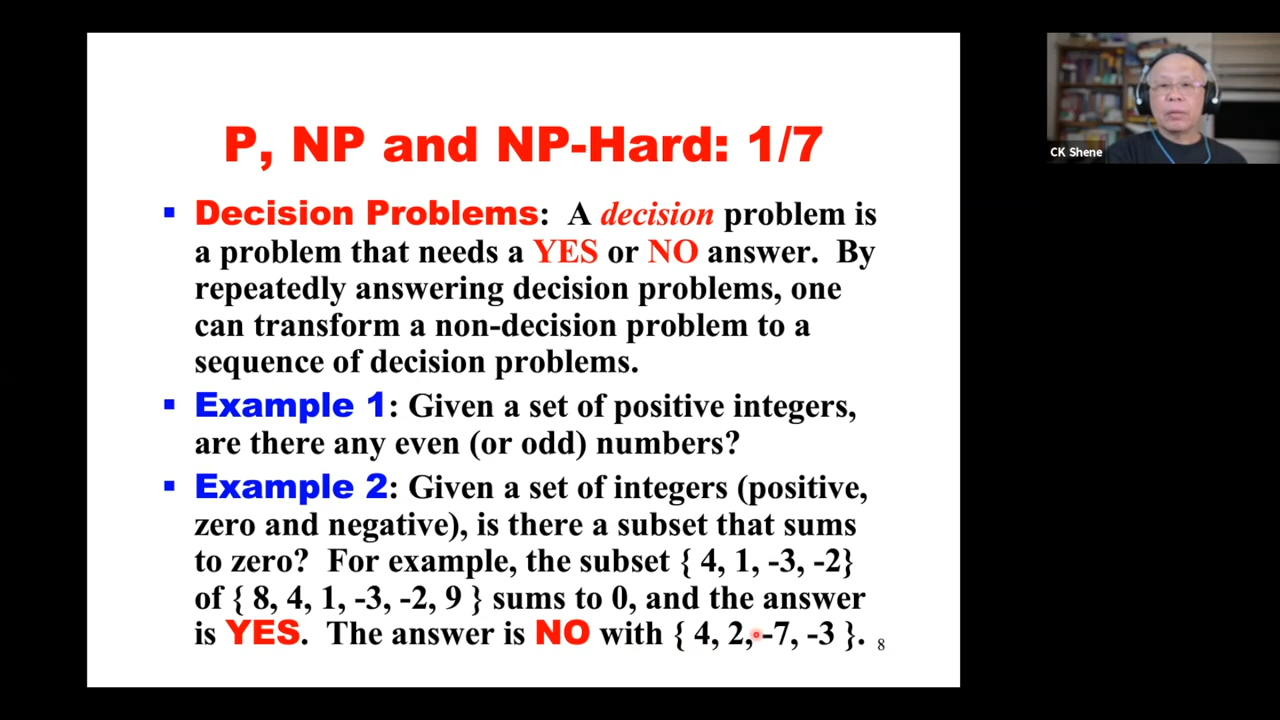 P, NP and NP-Hard: 1/7
▪ Decision Problems: A decision problem is
a problem that needs a YES or NO answer. By
repeatedly answering decision problems, one
can transform a non-decision problem to a
sequence of decision problems.
▪ Example 1: Given a set of positive integers,
are there any even (or odd) numbers?
▪ Example 2: Given a set of integers (positive,
zero and negative), is there a subset that sums
to zero? For example, the subset { 4, 1, -3, -2}
of { 8, 4, 1, -3, -2, 9 } sums to 0, and the answer
is YES. The answer is NO with { 4, 2, -7, -3 }.
8
CK Shene